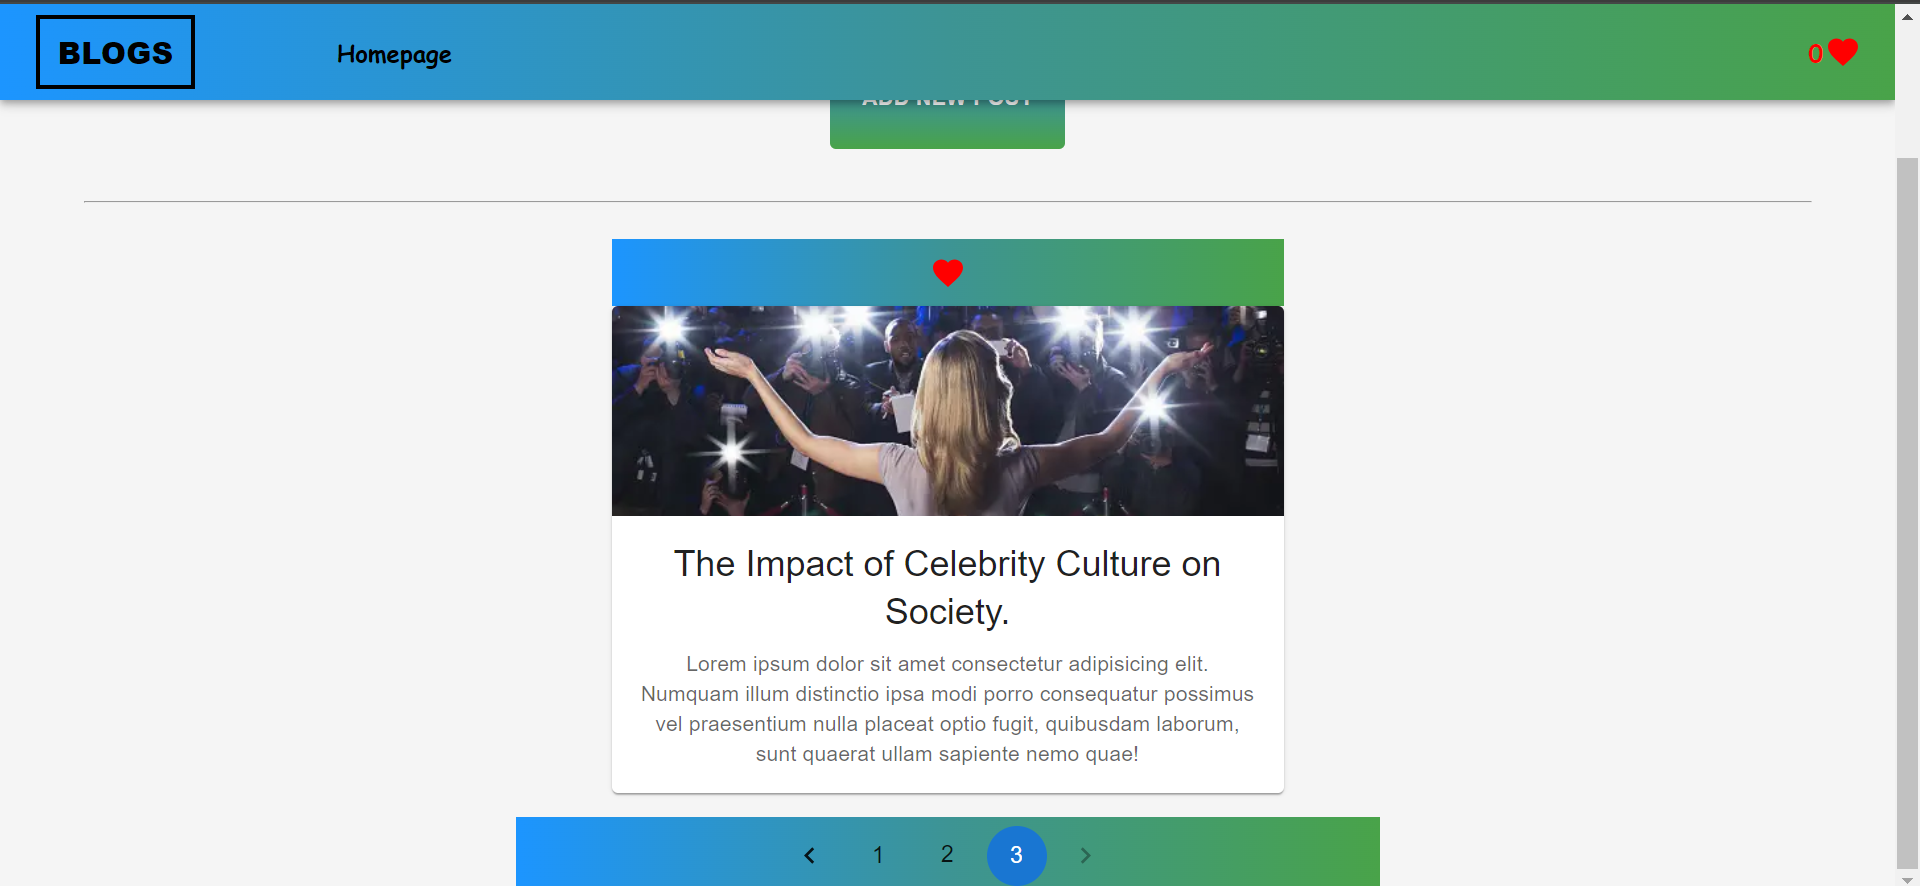 BLOGS
Homepage
0
ADD NEW POST
The Impact of Celebrity Culture on
Society.
Lorem ipsum dolor sit amet consectetur adipisicing elit.
Numquam illum distinctio ipsa modi porro consequatur possimus
vel praesentium nulla placeat optio fugit, quibusdam laborum,
sunt quaerat ullam sapiente nemo quae!
1 2 3